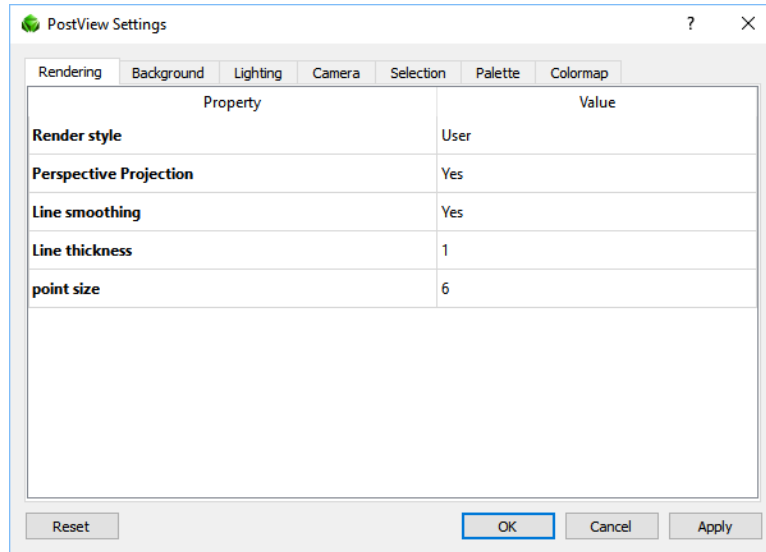 PostView Settings ? ×
Rendering Background Lighting Camera Selection Palette Colormap
Property Value
Render style User
Perspective Projection Yes
Line smoothing Yes
Line thickness 1
point size 6
Reset OK Cancel Apply